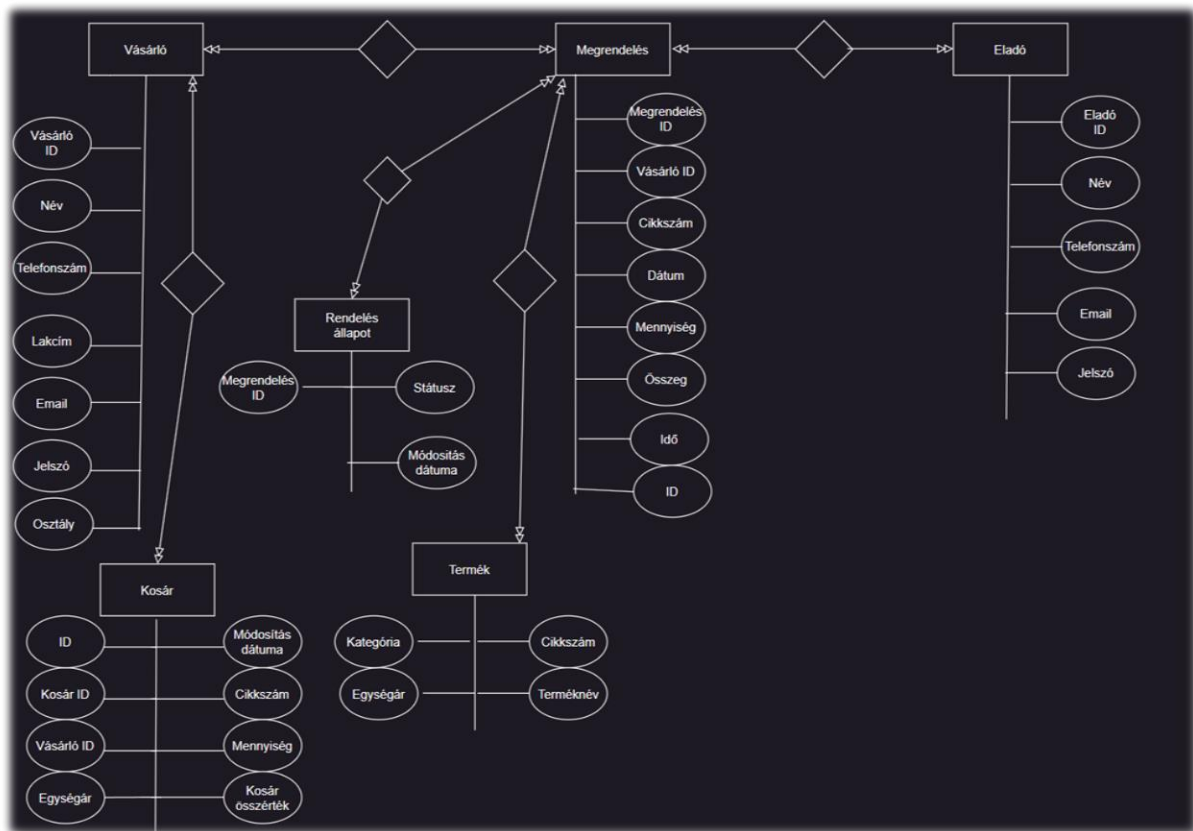 Vásárló
Megrendelés
Eladó
Vásárló
ID
Név
Telefonszám
Lakcím
Email
Jelszó
Osztály
Megrendelés
ID
Vásárló ID
Cikkszám
Dátum
Mennyiség
Összeg
Idő
ID
Eladó
ID
Név
Telefonszám
Email
Jelszó
Rendelés
állapot
Megrendelés
ID
Státusz
Módositás
dátuma
Kosár
ID
Módosítás
dátuma
Kosár ID
Cikkszám
Vásárló ID
Mennyiség
Egységár
Kosár
összérték
Termék
Kategória
Cikkszám
Egységár
Terméknév